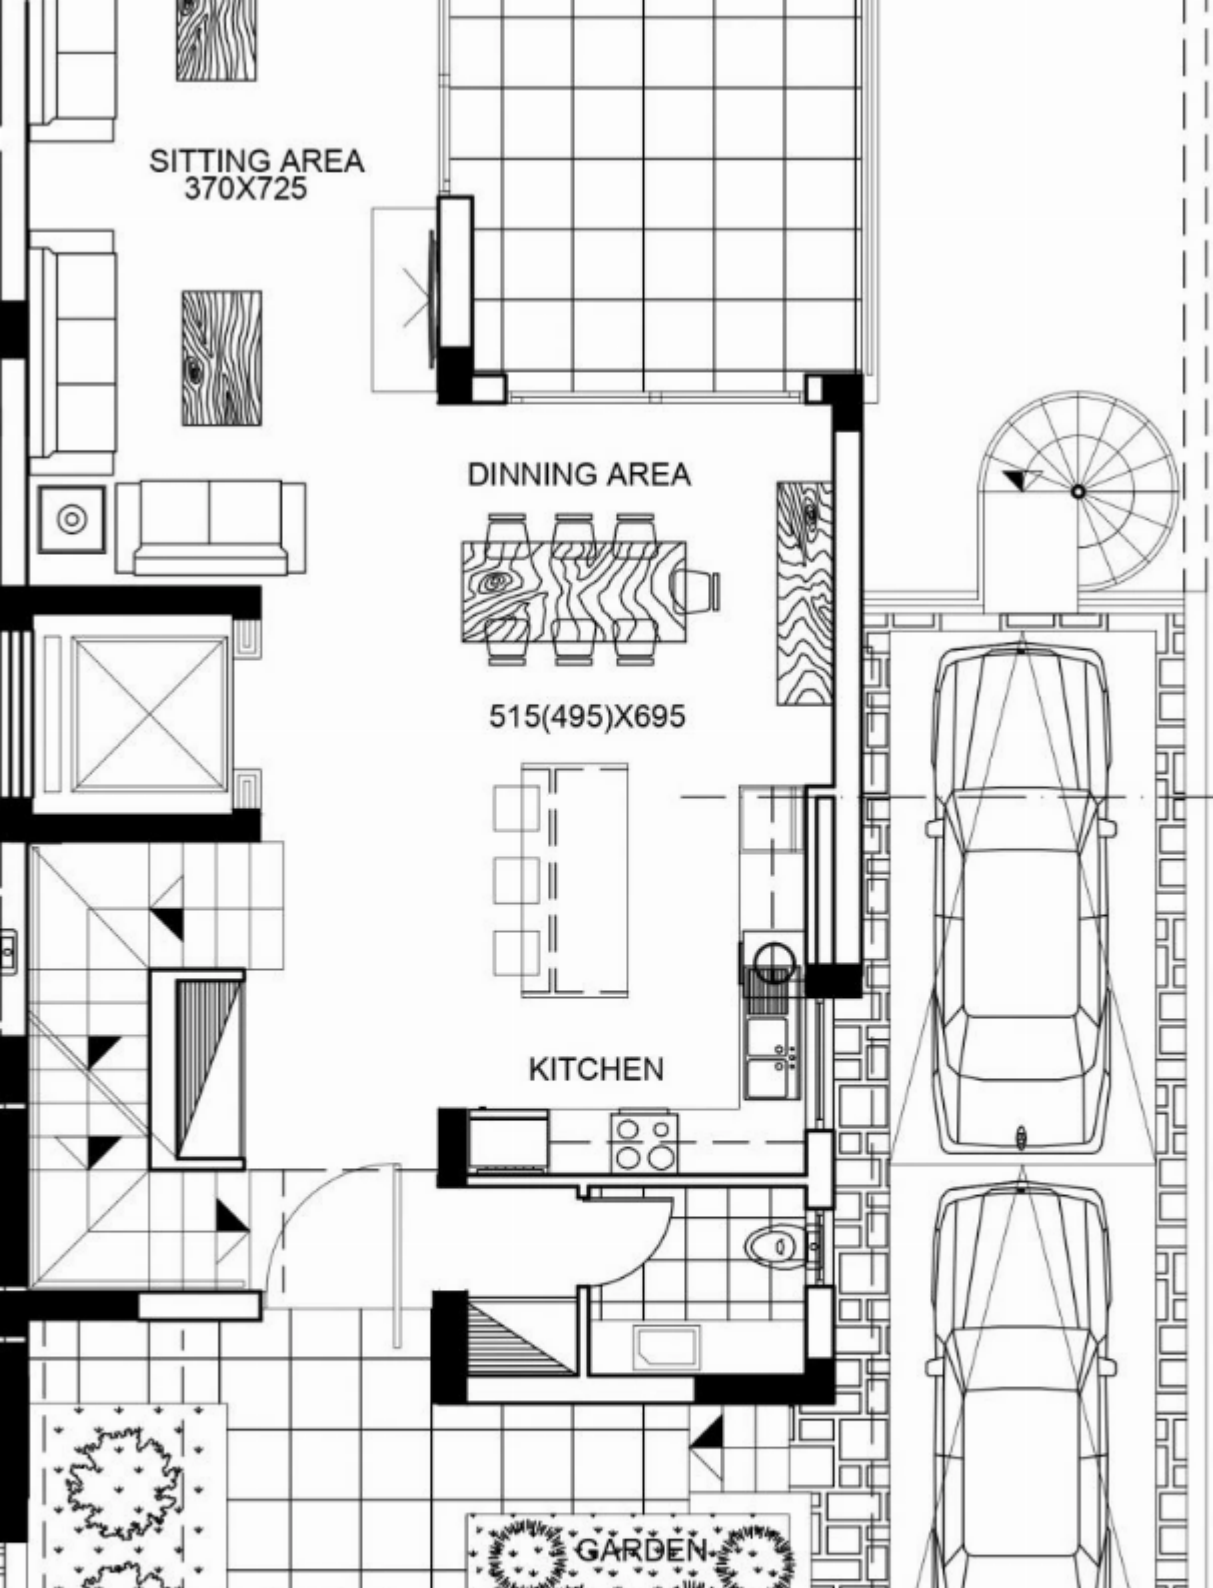 SITTING AREA
370X725
DINNING AREA
515(495)X695
KITCHEN
GARDEN